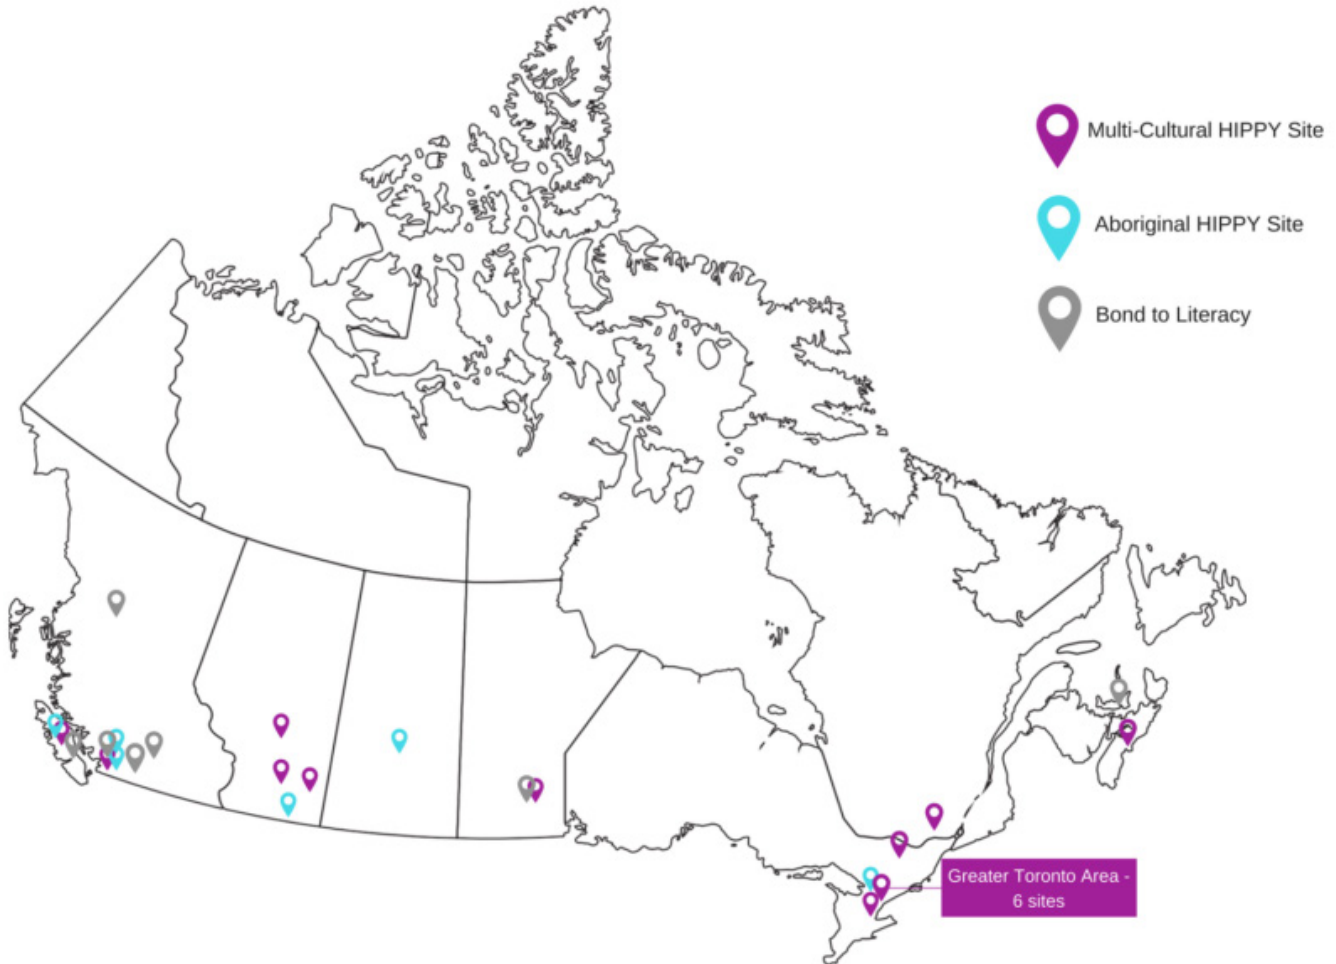 Multi-Cultural HIPPY Site
Aboriginal HIPPY Site
Bond to Literacy
Greater Toronto Area -
6 sites